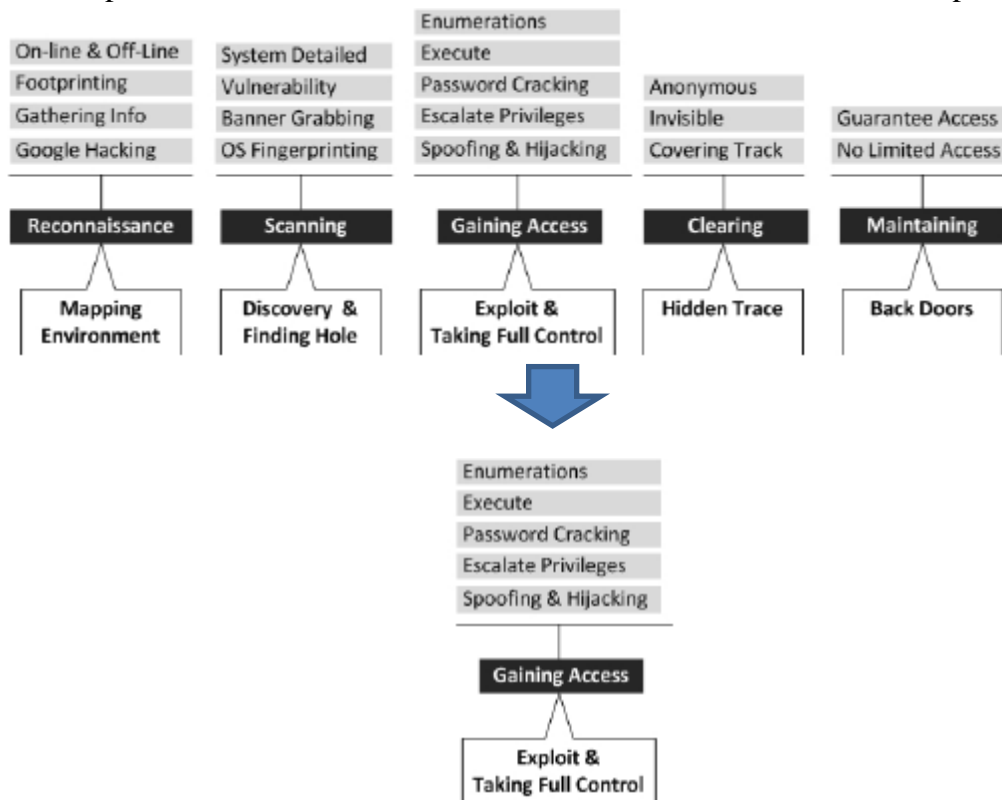 On-line & Off-Line
Footprinting
Gathering Info
Google Hacking
Reconnaissance
Mapping
Environment
System Detailed
Vulnerability
Banner Grabbing
OS Fingerprinting
Scanning
Discovery &
Finding Hole
Enumerations
Execute
Password Cracking
Escalate Privileges
Spoofing & Hijacking
Gaining Access
Exploit &
Taking Full Control
Anonymous
Invisible
Covering Track
Clearing
Hidden Trace
Guarantee Access
No Limited Access
Maintaining
Back Doors
Enumerations
Execute
Password Cracking
Escalate Privileges
Spoofing & Hijacking
Gaining Access
Exploit &
Taking Full Control